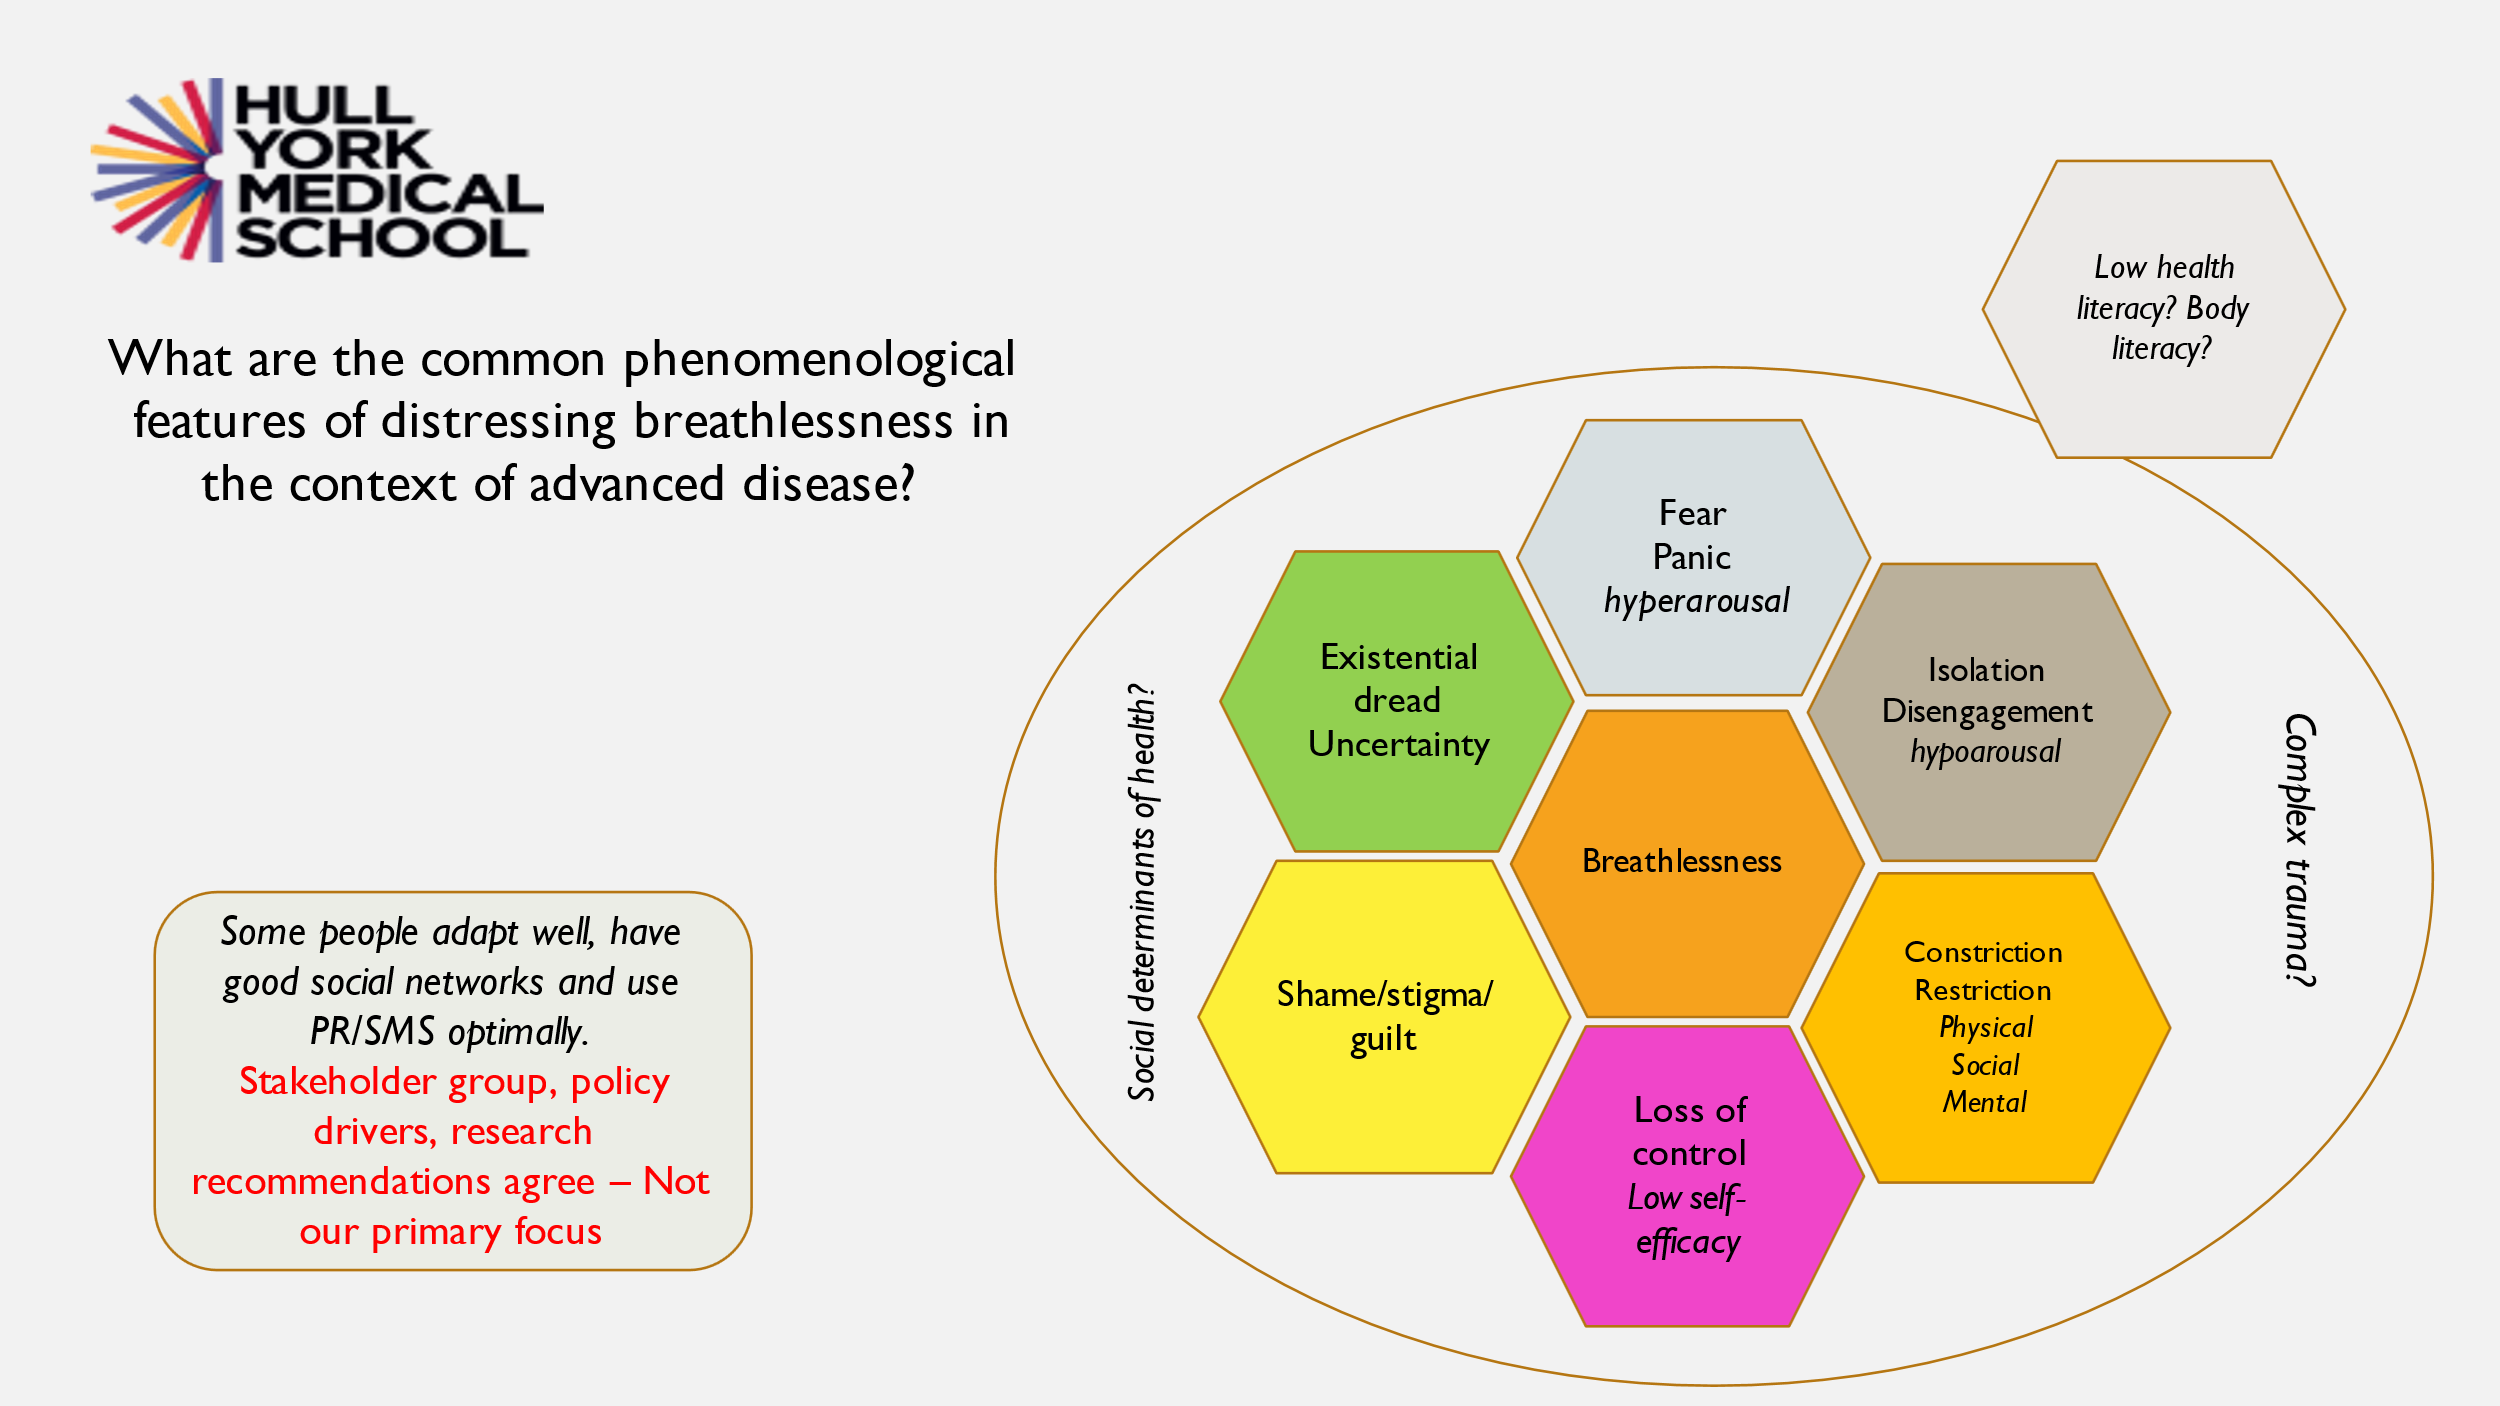 HULL
YORK
MEDICAL
SCHOOL
What are the common phenomenological
features of distressing breathlessness in
the context of advanced disease?
Some people adapt well, have
good social networks and use
PR/SMS optimally.
Stakeholder group, policy
drivers, research
recommendations agree – Not
our primary focus
Low health
literacy? Body
literacy?
Fear
Panic
hyperarousal
Existential
dread
Uncertainty
Isolation
Disengagement
hypoarousal
Breathlessness
Shame/stigma/
guilt
Constriction
Restriction
Physical
Social
Mental
Loss of
control
Low self-
efficacy
Social determinants of health?
Complex trauma?